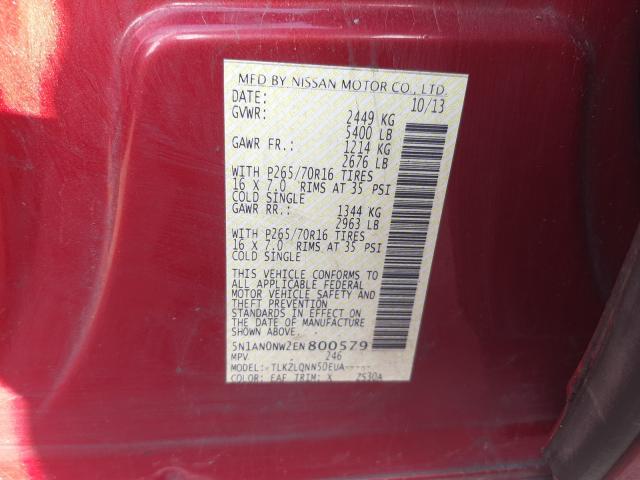 MFD BY NISSAN MOTOR CO., LTD.
DATE: 10/13
GVWR: 2449 KG
5400 LB
GAWR FR.: 1214 KG
2676 LB
WITH P265/70R16 TIRES
16 X 7.0 RIMS AT 35 PSI
COLD SINGLE
GAWR RR.: 1344 KG
2963 LB
WITH P265/70R16 TIRES
16 X 7.0 RIMS AT 35 PSI
COLD SINGLE
THIS VEHICLE CONFORMS TO
ALL APPLICABLE FEDERAL
MOTOR VEHICLE SAFETY AND
THEFT PREVENTION
STANDARDS IN EFFECT ON
THE DATE OF MANUFACTURE
SHOWN ABOVE.
5N1AN0NW2EN800579
MPV 246
MODEL: TLKZLQNN50EUA-----
COLOR: EAF TRIM: X 2S30A